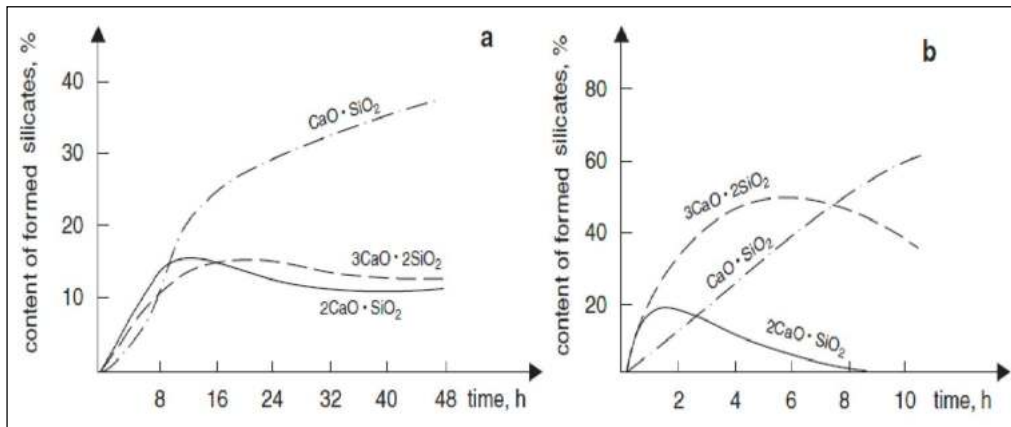 a
content of formed silicates, %
40
30
20
10
CaO·SiO₂
3CaO·2SiO₂
2CaO·SiO₂
8 16 24 32 40 48 time, h
b
content of formed silicates, %
80
60
40
20
3CaO·2SiO₂
CaO·SiO₂
2CaO·SiO₂
2 4 6 8 10 time, h